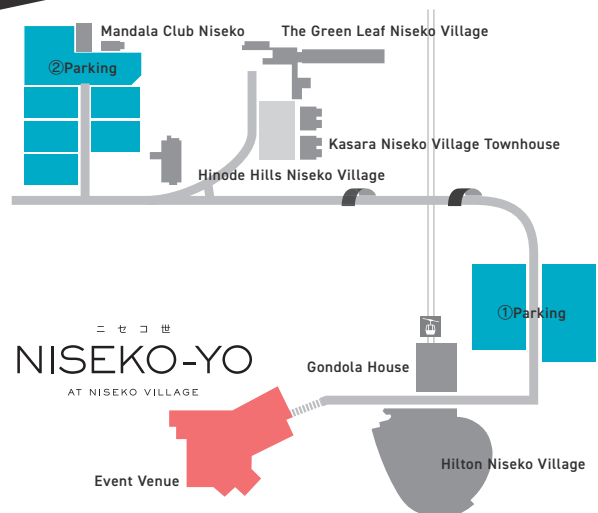 Mandala Club Niseko
The Green Leaf Niseko Village
②Parking
Kasara Niseko Village Townhouse
Hinode Hills Niseko Village
①Parking
ニセコ世
NISEKO-YO
AT NISEKO VILLAGE
Gondola House
Hilton Niseko Village
Event Venue